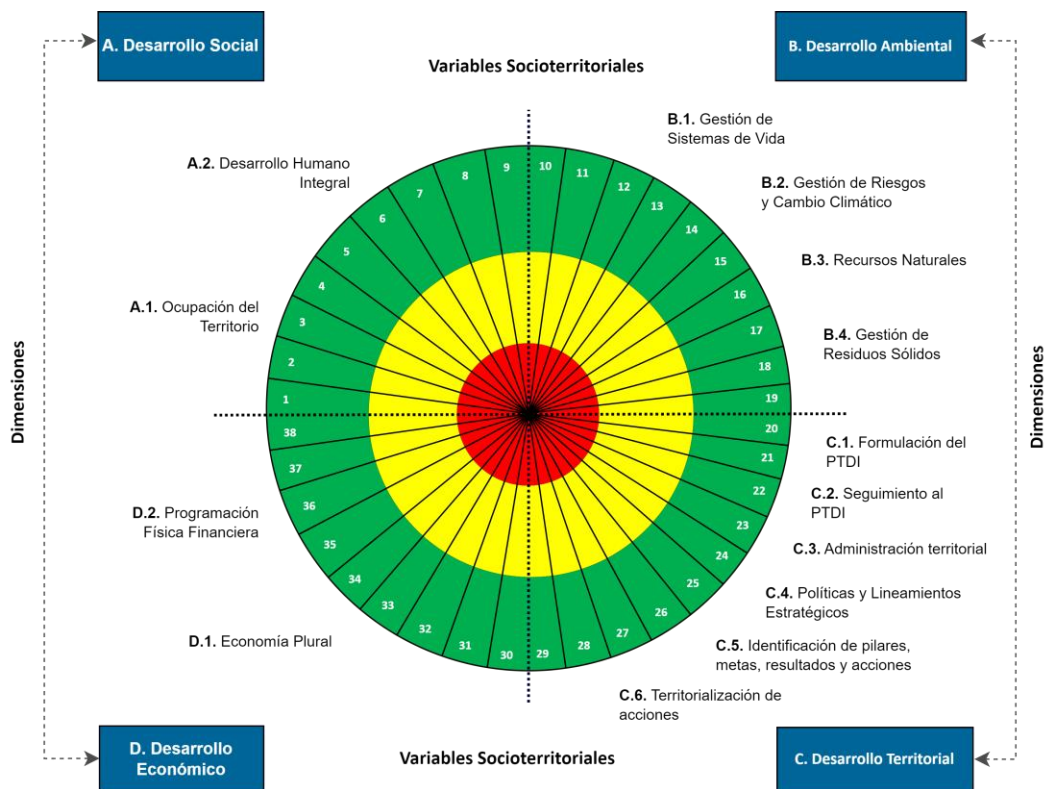 A. Desarrollo Social
B. Desarrollo Ambiental
Variables Socioterritoriales
B.1. Gestión de
Sistemas de Vida
A.2. Desarrollo Humano
Integral
B.2. Gestión de Riesgos
y Cambio Climático
B.3. Recursos Naturales
A.1. Ocupación del
Territorio
B.4. Gestión de
Residuos Sólidos
Dimensiones
Dimensiones
1
2
3
4
5
6
7
8
9
10
11
12
13
14
15
16
17
18
19
20
21
22
23
24
25
26
27
28
29
30
31
32
33
34
35
36
37
38
C.1. Formulación del
PTDI
C.2. Seguimiento al
PTDI
D.2. Programación
Física Financiera
C.3. Administración territorial
C.4. Políticas y Lineamientos
Estratégicos
D.1. Economía Plural
C.5. Identificación de pilares,
metas, resultados y acciones
C.6. Territorialización de
acciones
D. Desarrollo
Económico
Variables Socioterritoriales
C. Desarrollo Territorial